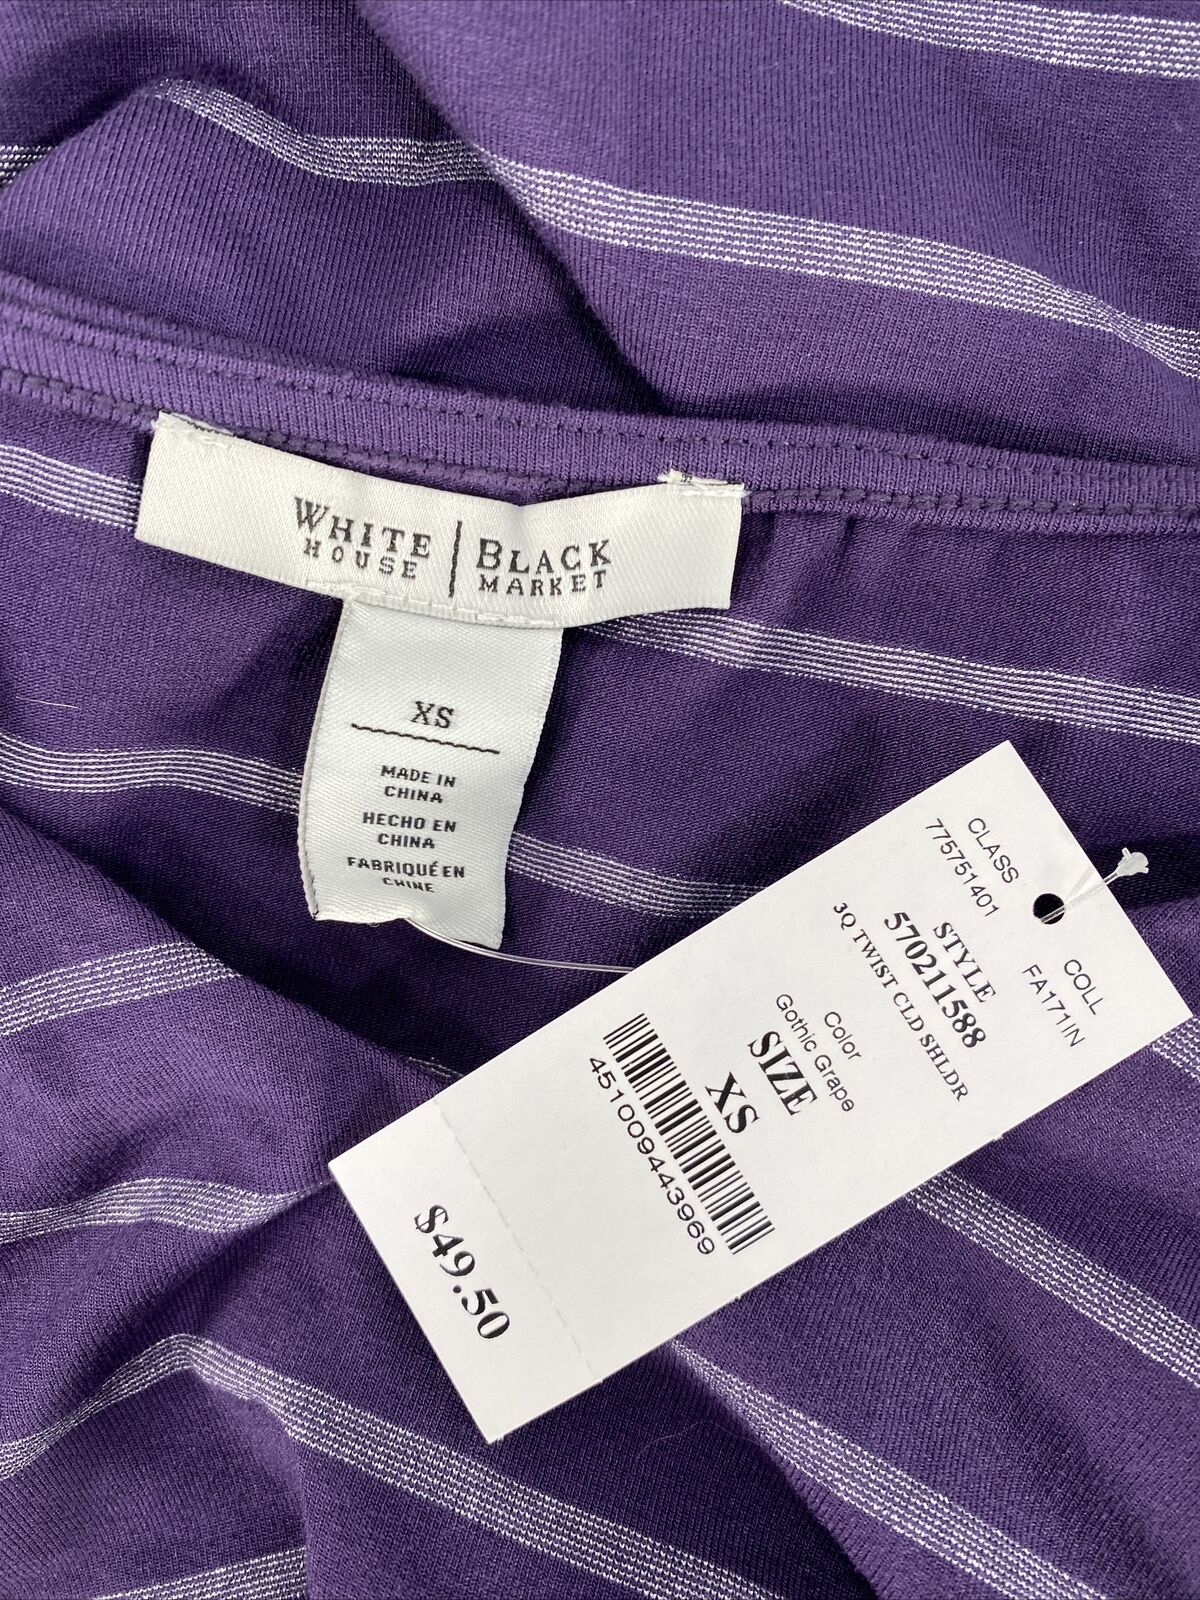 WHITE HOUSE | BLACK MARKET
XS
MADE IN
CHINA
HECHO EN
CHINA
FABRIQUÉ EN
CHINE
CLASS
775751401
COLL
FA171IN
STYLE
570211588
3Q TWIST CLD SHLDR
Color
Gothic Grape
SIZE
XS
451009443969
$49.50